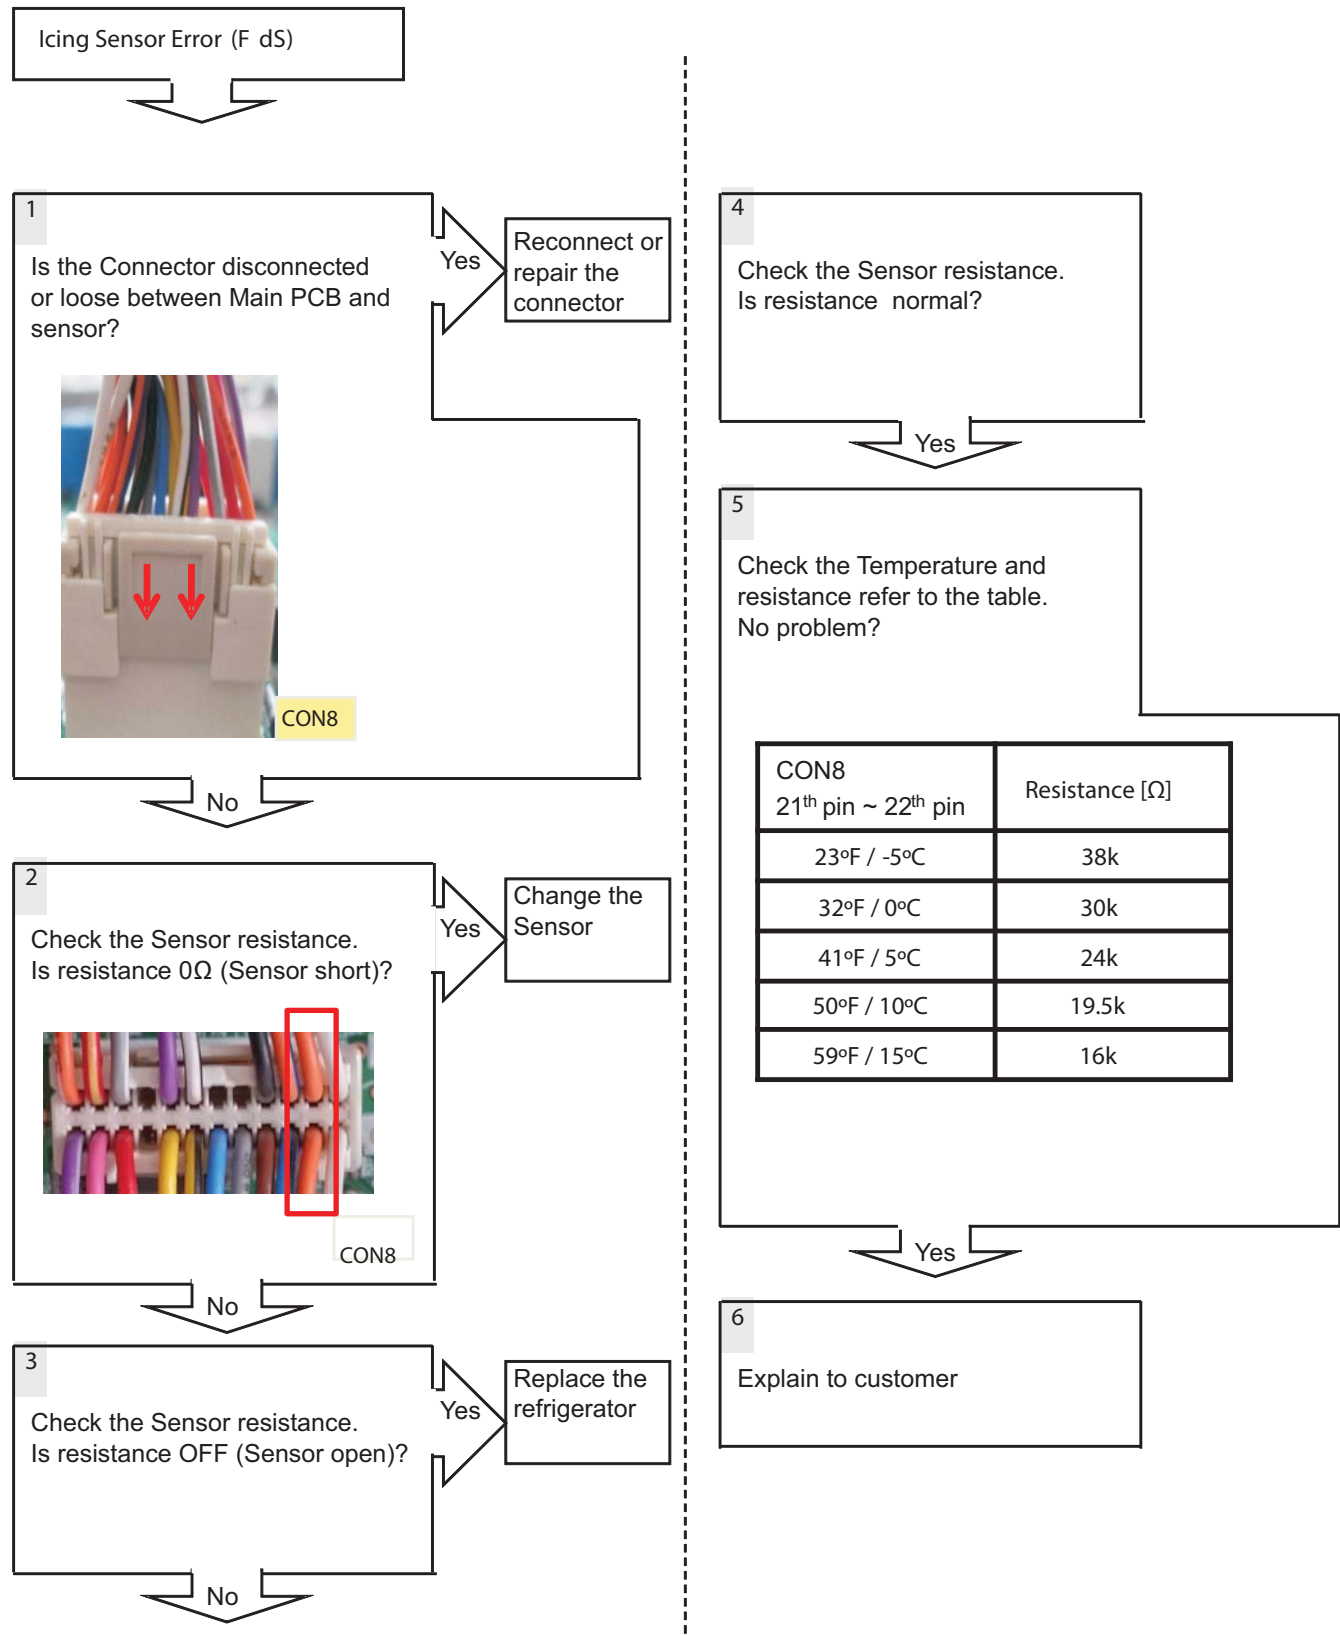 Icing Sensor Error (F dS)
1
Is the Connector disconnected
or loose between Main PCB and
sensor?
Yes
Reconnect or
repair the
connector
CON8
No
2
Check the Sensor resistance.
Is resistance 0Ω (Sensor short)?
Yes
Change the
Sensor
CON8
No
3
Check the Sensor resistance.
Is resistance OFF (Sensor open)?
Yes
Replace the
refrigerator
No
4
Check the Sensor resistance.
Is resistance normal?
Yes
5
Check the Temperature and
resistance refer to the table.
No problem?
CON8
21th pin ~ 22th pin
Resistance [Ω]
23ºF / -5ºC 38k
32ºF / 0ºC 30k
41ºF / 5ºC 24k
50ºF / 10ºC 19.5k
59ºF / 15ºC 16k
Yes
6
Explain to customer